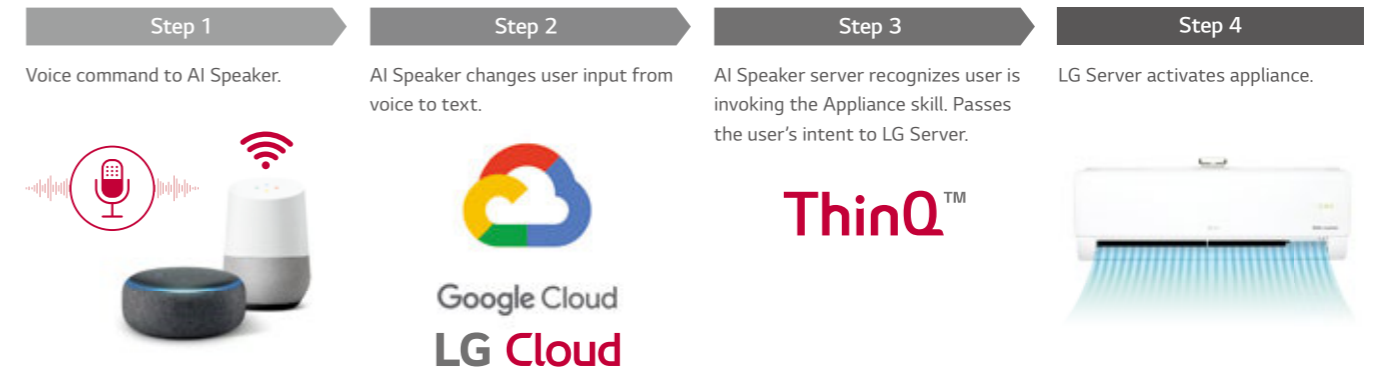 Step 1
Voice command to AI Speaker.
Step 2
AI Speaker changes user input from
voice to text.
Google Cloud
LG Cloud
Step 3
AI Speaker server recognizes user is
invoking the Appliance skill. Passes
the user's intent to LG Server.
ThinQ™
Step 4
LG Server activates appliance.